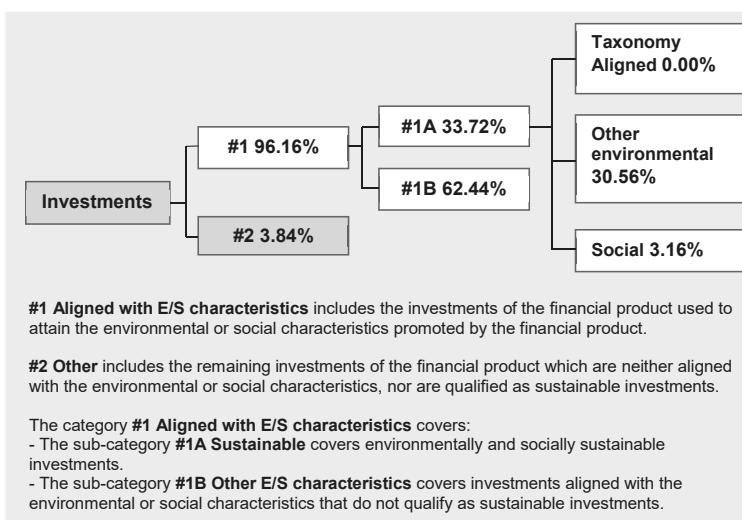 Taxonomy
Aligned 0.00%
#1A 33.72%
#1 96.16%
Other
environmental
30.56%
#1B 62.44%
Investments
#2 3.84%
Social 3.16%
#1 Aligned with E/S characteristics includes the investments of the financial product used to
attain the environmental or social characteristics promoted by the financial product.
#2 Other includes the remaining investments of the financial product which are neither aligned
with the environmental or social characteristics, nor are qualified as sustainable investments.
The category #1 Aligned with E/S characteristics covers:
- The sub-category #1A Sustainable covers environmentally and socially sustainable
investments.
- The sub-category #1B Other E/S characteristics covers investments aligned with the
environmental or social characteristics that do not qualify as sustainable investments.